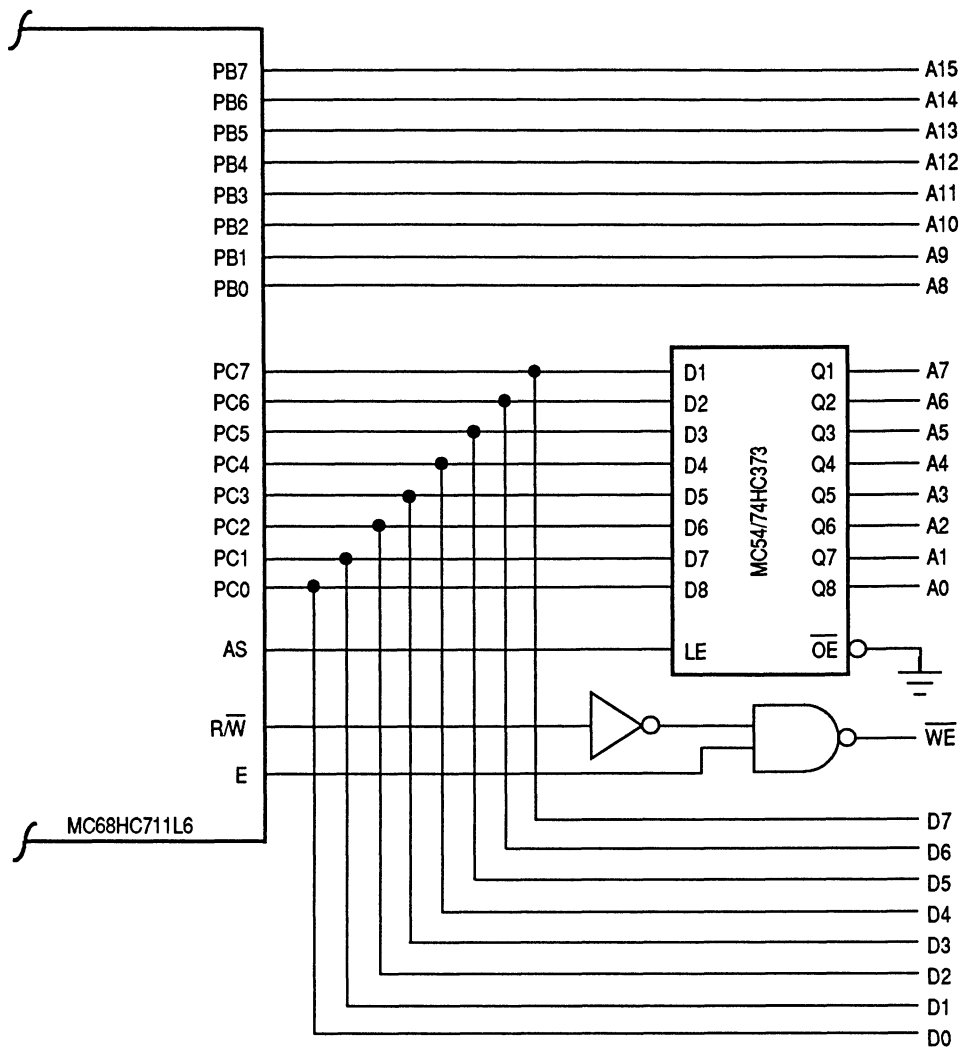 PB7 A15
PB6 A14
PB5 A13
PB4 A12
PB3 A11
PB2 A10
PB1 A9
PB0 A8
PC7 D1 Q1 A7
PC6 D2 Q2 A6
PC5 D3 Q3 A5
PC4 D4 Q4 A4
PC3 D5 Q5 A3
PC2 D6 Q6 A2
PC1 D7 Q7 A1
PC0 D8 Q8 A0
MC54/74HC373
AS LE O̅E̅
R/W̅ W̅E̅
E
MC68HC711L6
D7
D6
D5
D4
D3
D2
D1
D0